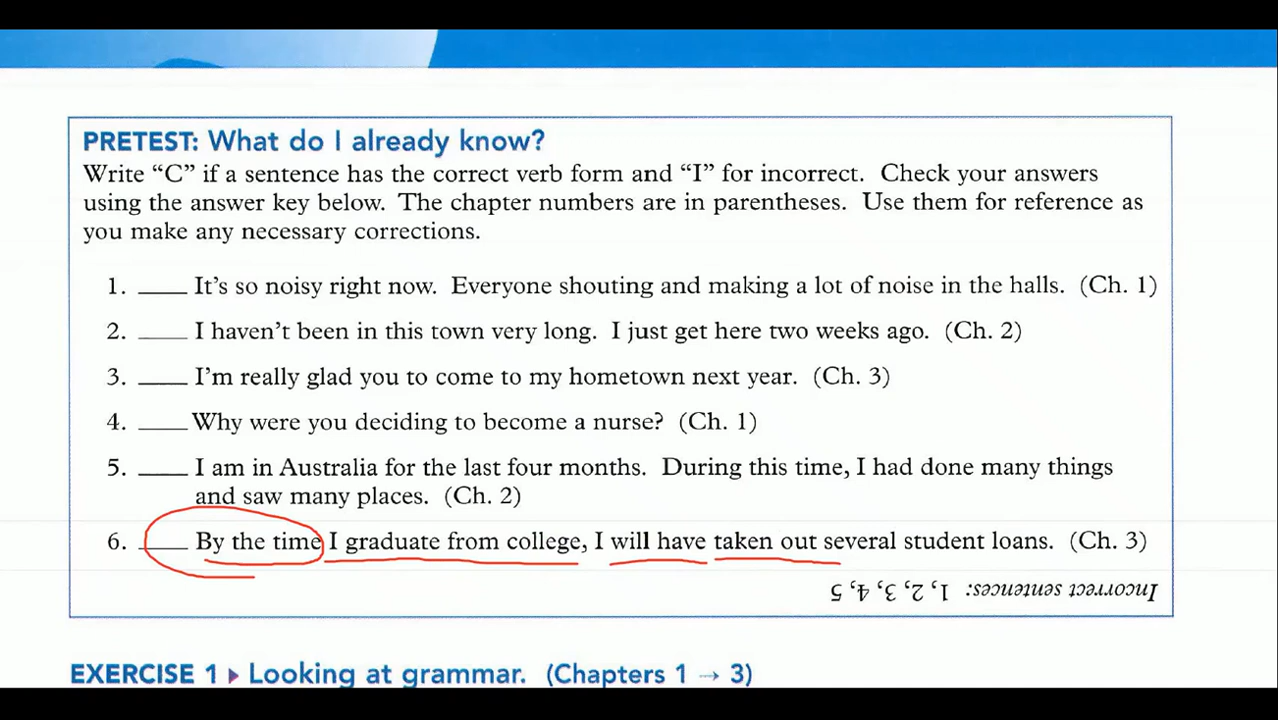 PRETEST: What do I already know?
Write “C” if a sentence has the correct verb form and “I” for incorrect. Check your answers
using the answer key below. The chapter numbers are in parentheses. Use them for reference as
you make any necessary corrections.
1. ____ It’s so noisy right now. Everyone shouting and making a lot of noise in the halls. (Ch. 1)
2. ____ I haven’t been in this town very long. I just get here two weeks ago. (Ch. 2)
3. ____ I’m really glad you to come to my hometown next year. (Ch. 3)
4. ____ Why were you deciding to become a nurse? (Ch. 1)
5. ____ I am in Australia for the last four months. During this time, I had done many things
and saw many places. (Ch. 2)
6. ____ By the time I graduate from college, I will have taken out several student loans. (Ch. 3)
Incorrect sentences: 1, 2, 3, 4, 5
EXERCISE 1 ▸ Looking at grammar. (Chapters 1 → 3)